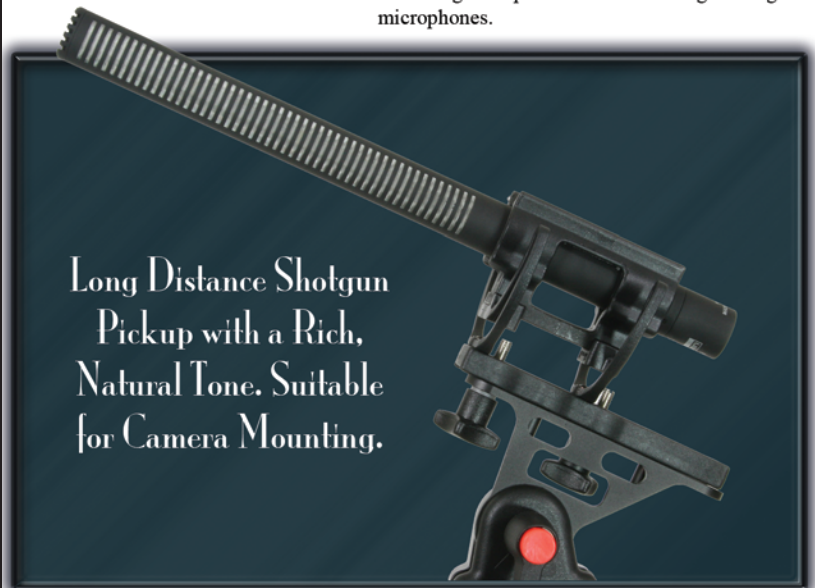 microphones.
Long Distance Shotgun
Pickup with a Rich,
Natural Tone. Suitable
for Camera Mounting.